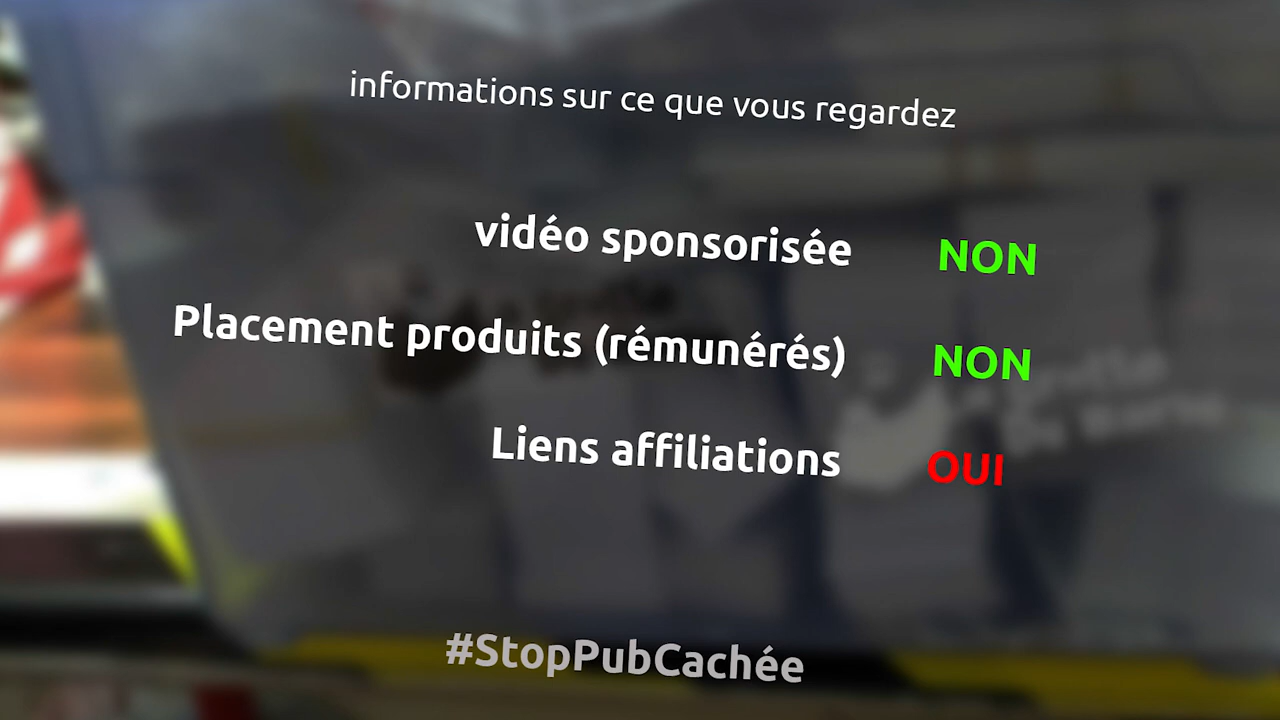 informations sur ce que vous regardez
vidéo sponsorisée NON
Placement produits (rémunérés) NON
Liens affiliations OUI
#StopPubCachée